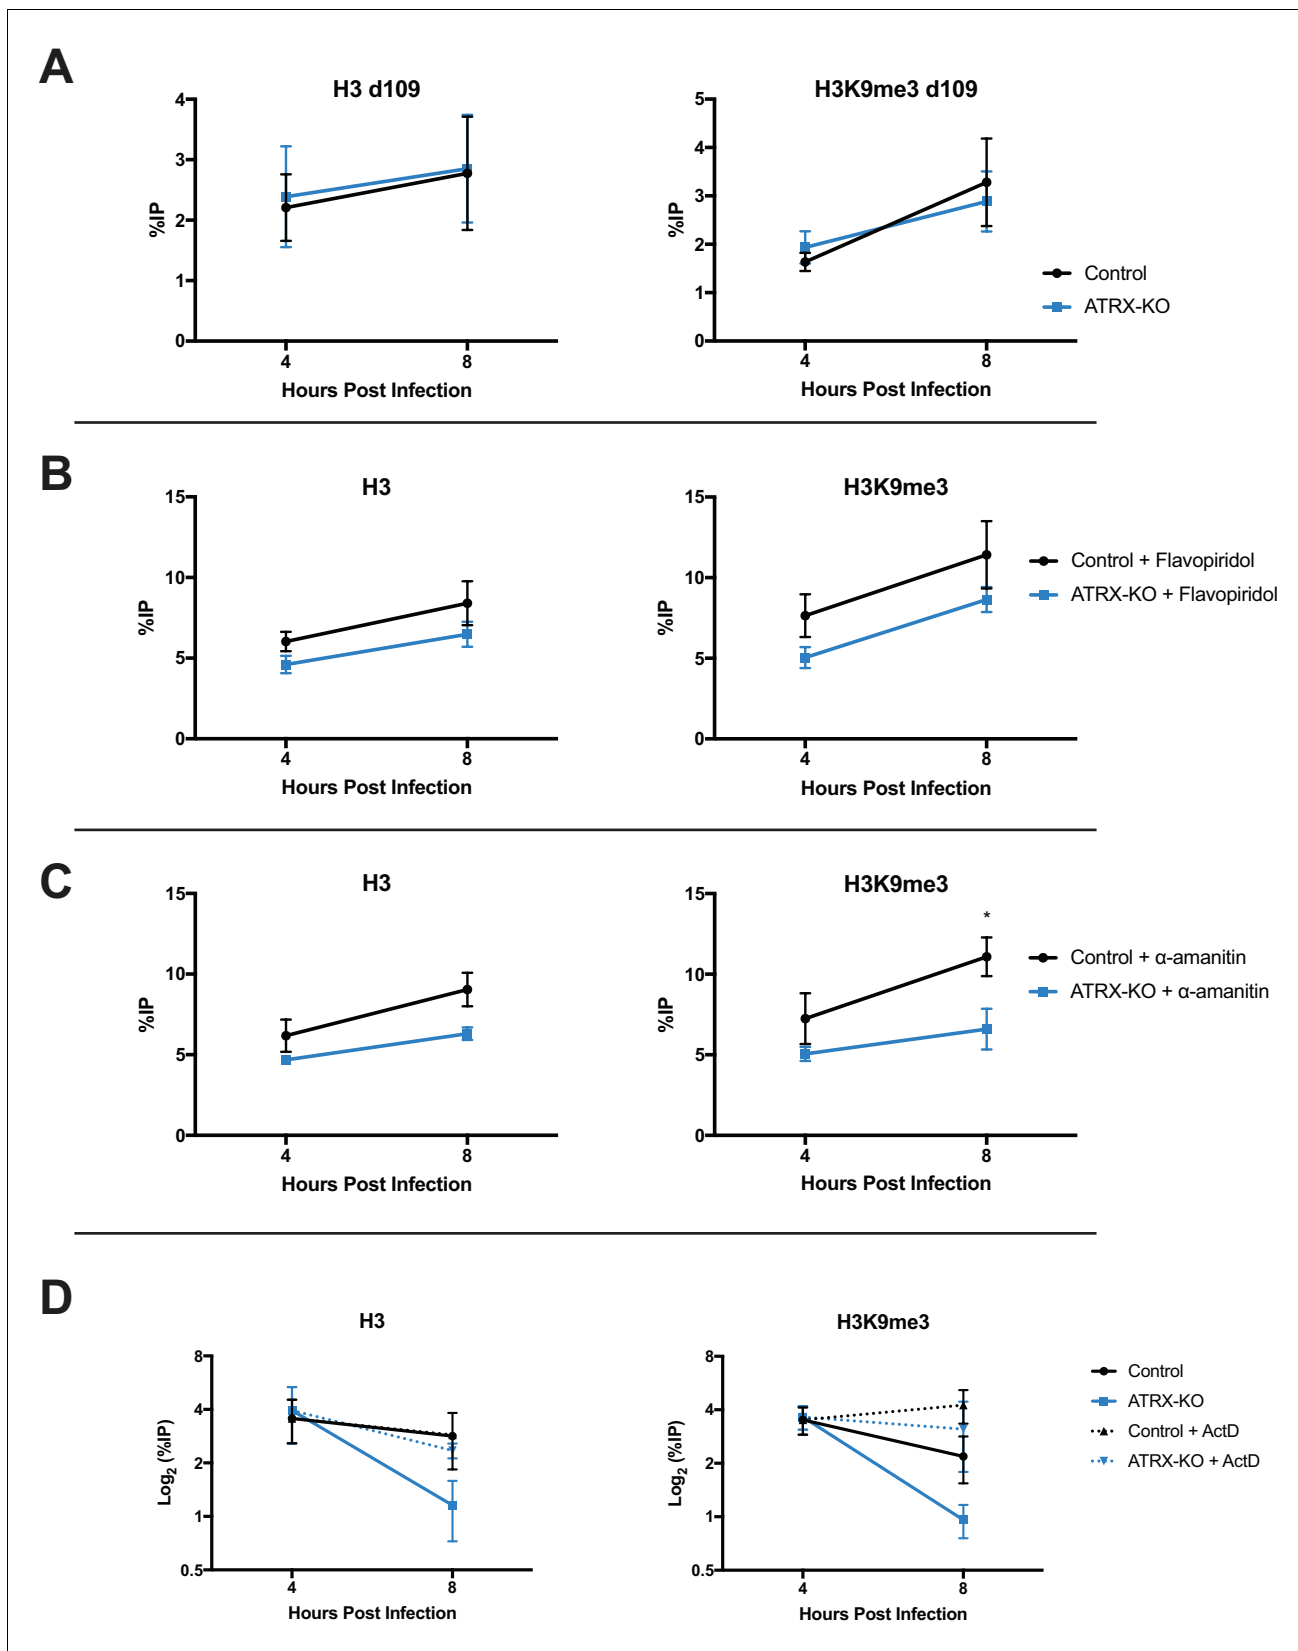 A
H3 d109
4
3
2
1
0
%IP
4
8
Hours Post Infection
H3K9me3 d109
5
4
3
2
1
0
%IP
4
8
Hours Post Infection
Control
ATRX-KO
B
H3
15
10
5
0
%IP
4
8
Hours Post Infection
H3K9me3
15
10
5
0
%IP
4
8
Hours Post Infection
Control + Flavopiridol
ATRX-KO + Flavopiridol
C
H3
15
10
5
0
%IP
4
8
Hours Post Infection
H3K9me3
15
10
5
0
%IP
*
4
8
Hours Post Infection
Control + α-amanitin
ATRX-KO + α-amanitin
D
H3
8
4
2
1
0.5
Log2 (%IP)
4
8
Hours Post Infection
H3K9me3
8
4
2
1
0.5
Log2 (%IP)
4
8
Hours Post Infection
Control
ATRX-KO
Control + ActD
ATRX-KO + ActD